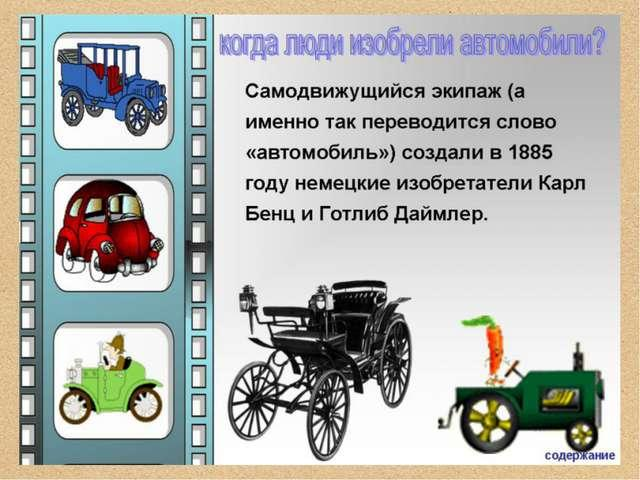 когда люди изобрели автомобили?
Самодвижущийся экипаж (а
именно так переводится слово
«автомобиль») создали в 1885
году немецкие изобретатели Карл
Бенц и Готлиб Даймлер.
содержание